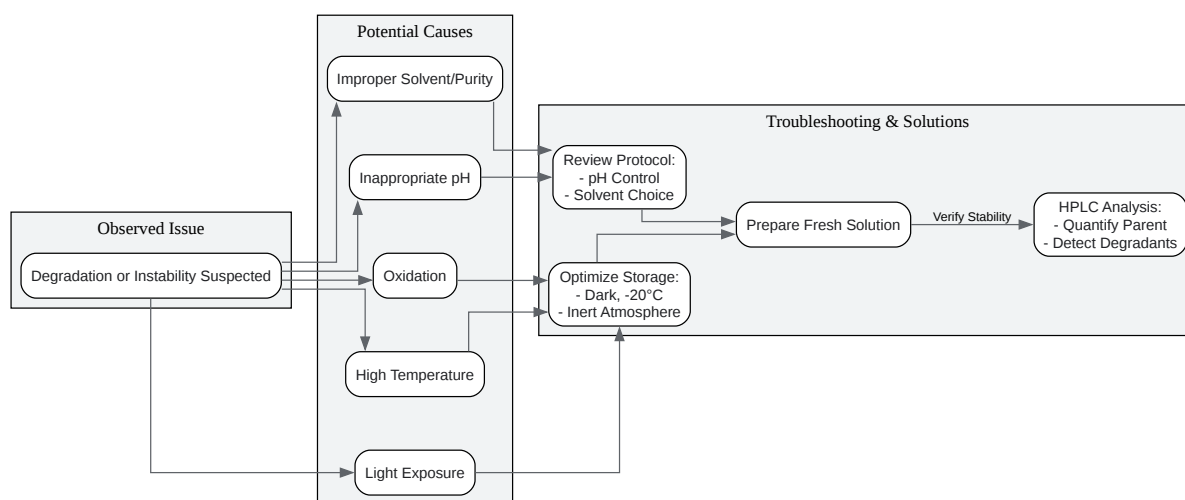 Observed Issue
Degradation or Instability Suspected
Potential Causes
Improper Solvent/Purity
Inappropriate pH
Oxidation
High Temperature
Light Exposure
Troubleshooting & Solutions
Review Protocol:
- pH Control
- Solvent Choice
Optimize Storage:
- Dark, -20°C
- Inert Atmosphere
Prepare Fresh Solution
Verify Stability
HPLC Analysis:
- Quantify Parent
- Detect Degradants